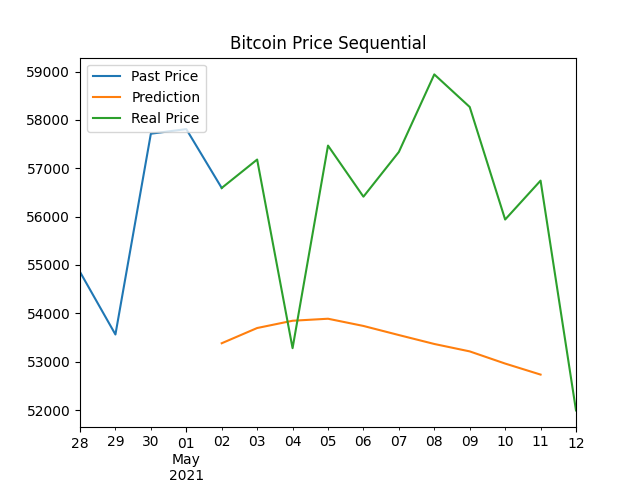 Bitcoin Price Sequential
Past Price
Prediction
Real Price
59000
58000
57000
56000
55000
54000
53000
52000
28 29 30 01 02 03 04 05 06 07 08 09 10 11 12
May
2021